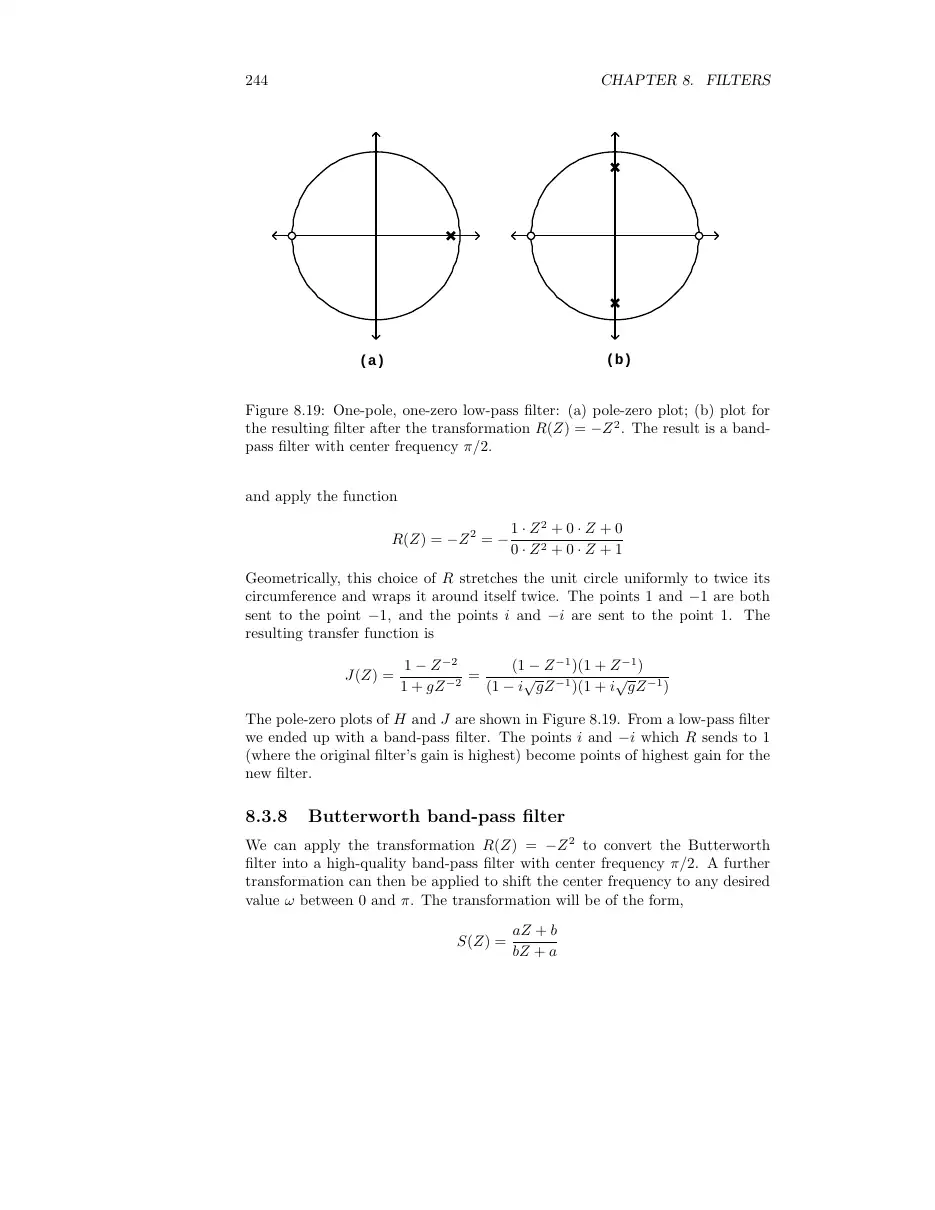 244 CHAPTER 8. FILTERS
(a) (b)
Figure 8.19: One-pole, one-zero low-pass filter: (a) pole-zero plot; (b) plot for
the resulting filter after the transformation R(Z) = −Z². The result is a band-
pass filter with center frequency π/2.
and apply the function
R(Z) = −Z² = −(1 · Z² + 0 · Z + 0)/(0 · Z² + 0 · Z + 1)
Geometrically, this choice of R stretches the unit circle uniformly to twice its
circumference and wraps it around itself twice. The points 1 and −1 are both
sent to the point −1, and the points i and −i are sent to the point 1. The
resulting transfer function is
J(Z) = (1 − Z⁻²)/(1 + gZ⁻²) = ((1 − Z⁻¹)(1 + Z⁻¹))/((1 − i√gZ⁻¹)(1 + i√gZ⁻¹))
The pole-zero plots of H and J are shown in Figure 8.19. From a low-pass filter
we ended up with a band-pass filter. The points i and −i which R sends to 1
(where the original filter's gain is highest) become points of highest gain for the
new filter.
8.3.8 Butterworth band-pass filter
We can apply the transformation R(Z) = −Z² to convert the Butterworth
filter into a high-quality band-pass filter with center frequency π/2. A further
transformation can then be applied to shift the center frequency to any desired
value ω between 0 and π. The transformation will be of the form,
S(Z) = (aZ + b)/(bZ + a)